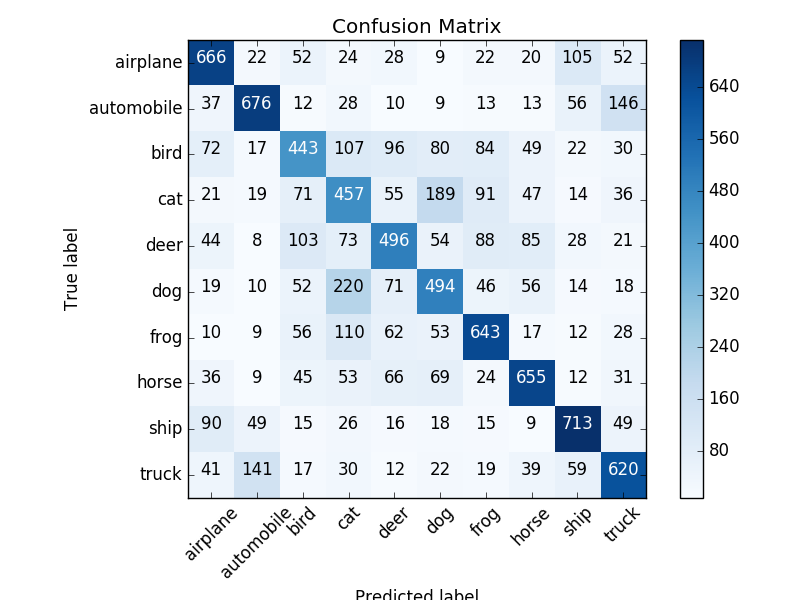 Confusion Matrix
airplane 666 22 52 24 28 9 22 20 105 52
automobile 37 676 12 28 10 9 13 13 56 146
bird 72 17 443 107 96 80 84 49 22 30
cat 21 19 71 457 55 189 91 47 14 36
deer 44 8 103 73 496 54 88 85 28 21
dog 19 10 52 220 71 494 46 56 14 18
frog 10 9 56 110 62 53 643 17 12 28
horse 36 9 45 53 66 69 24 655 12 31
ship 90 49 15 26 16 18 15 9 713 49
truck 41 141 17 30 12 22 19 39 59 620
airplane automobile bird cat deer dog frog horse ship truck
True label
Predicted label
640
560
480
400
320
240
160
80